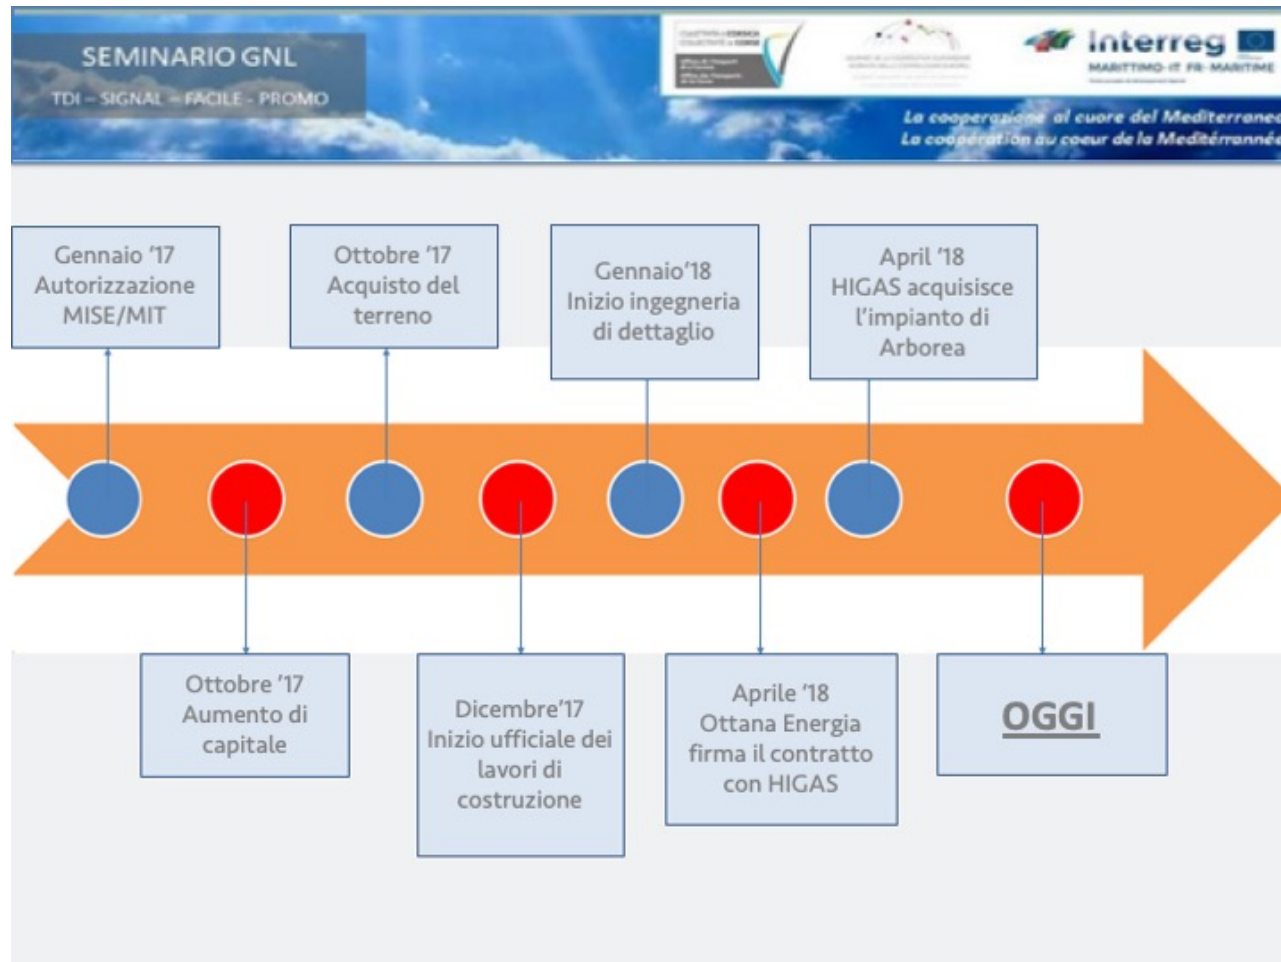 SEMINARIO GNL
TDI – SIGNAL – FACILE - PROMO
Interreg
MARITTIMO-IT FR-MARITIME
La cooperazione al cuore del Mediterraneo
La coopération au coeur de la Méditérrannée
Gennaio '17
Autorizzazione
MISE/MIT
Ottobre '17
Acquisto del
terreno
Gennaio'18
Inizio ingegneria
di dettaglio
April '18
HIGAS acquisisce
l'impianto di
Arborea
Ottobre '17
Aumento di
capitale
Dicembre'17
Inizio ufficiale dei
lavori di
costruzione
Aprile '18
Ottana Energia
firma il contratto
con HIGAS
OGGI